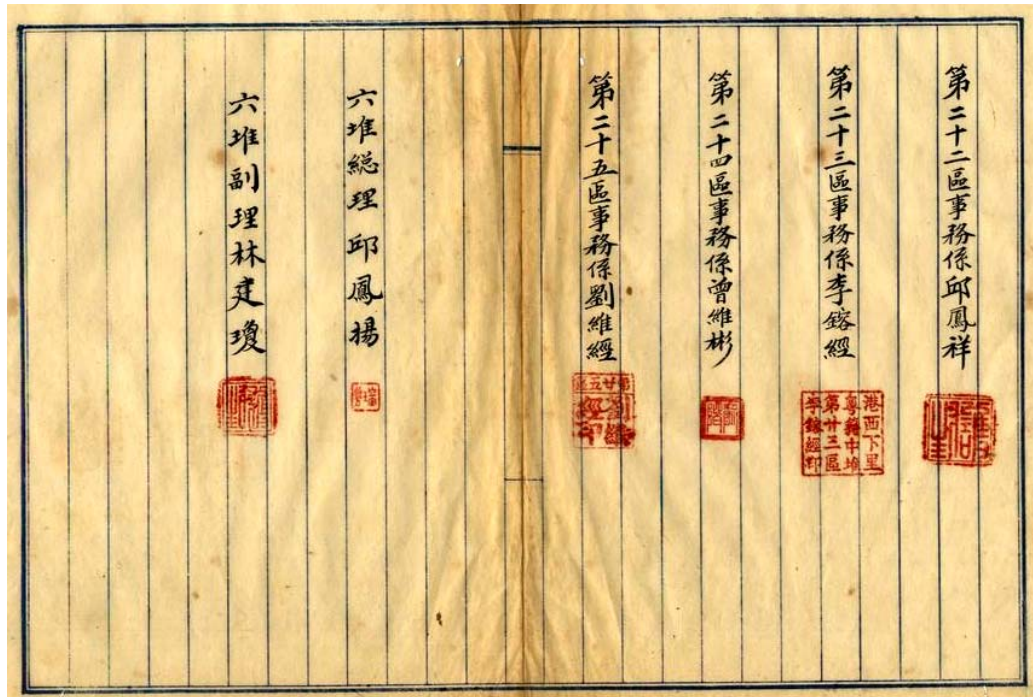 第二十二區事務係邱鳳祥
第二十三區事務係李鎔經
港西下里
粵籍中堆
第廿三區
李鎔經印
第二十四區事務係曾維彬
第二十五區事務係劉維經
六堆総理邱鳳揚
六堆副理林建瓊